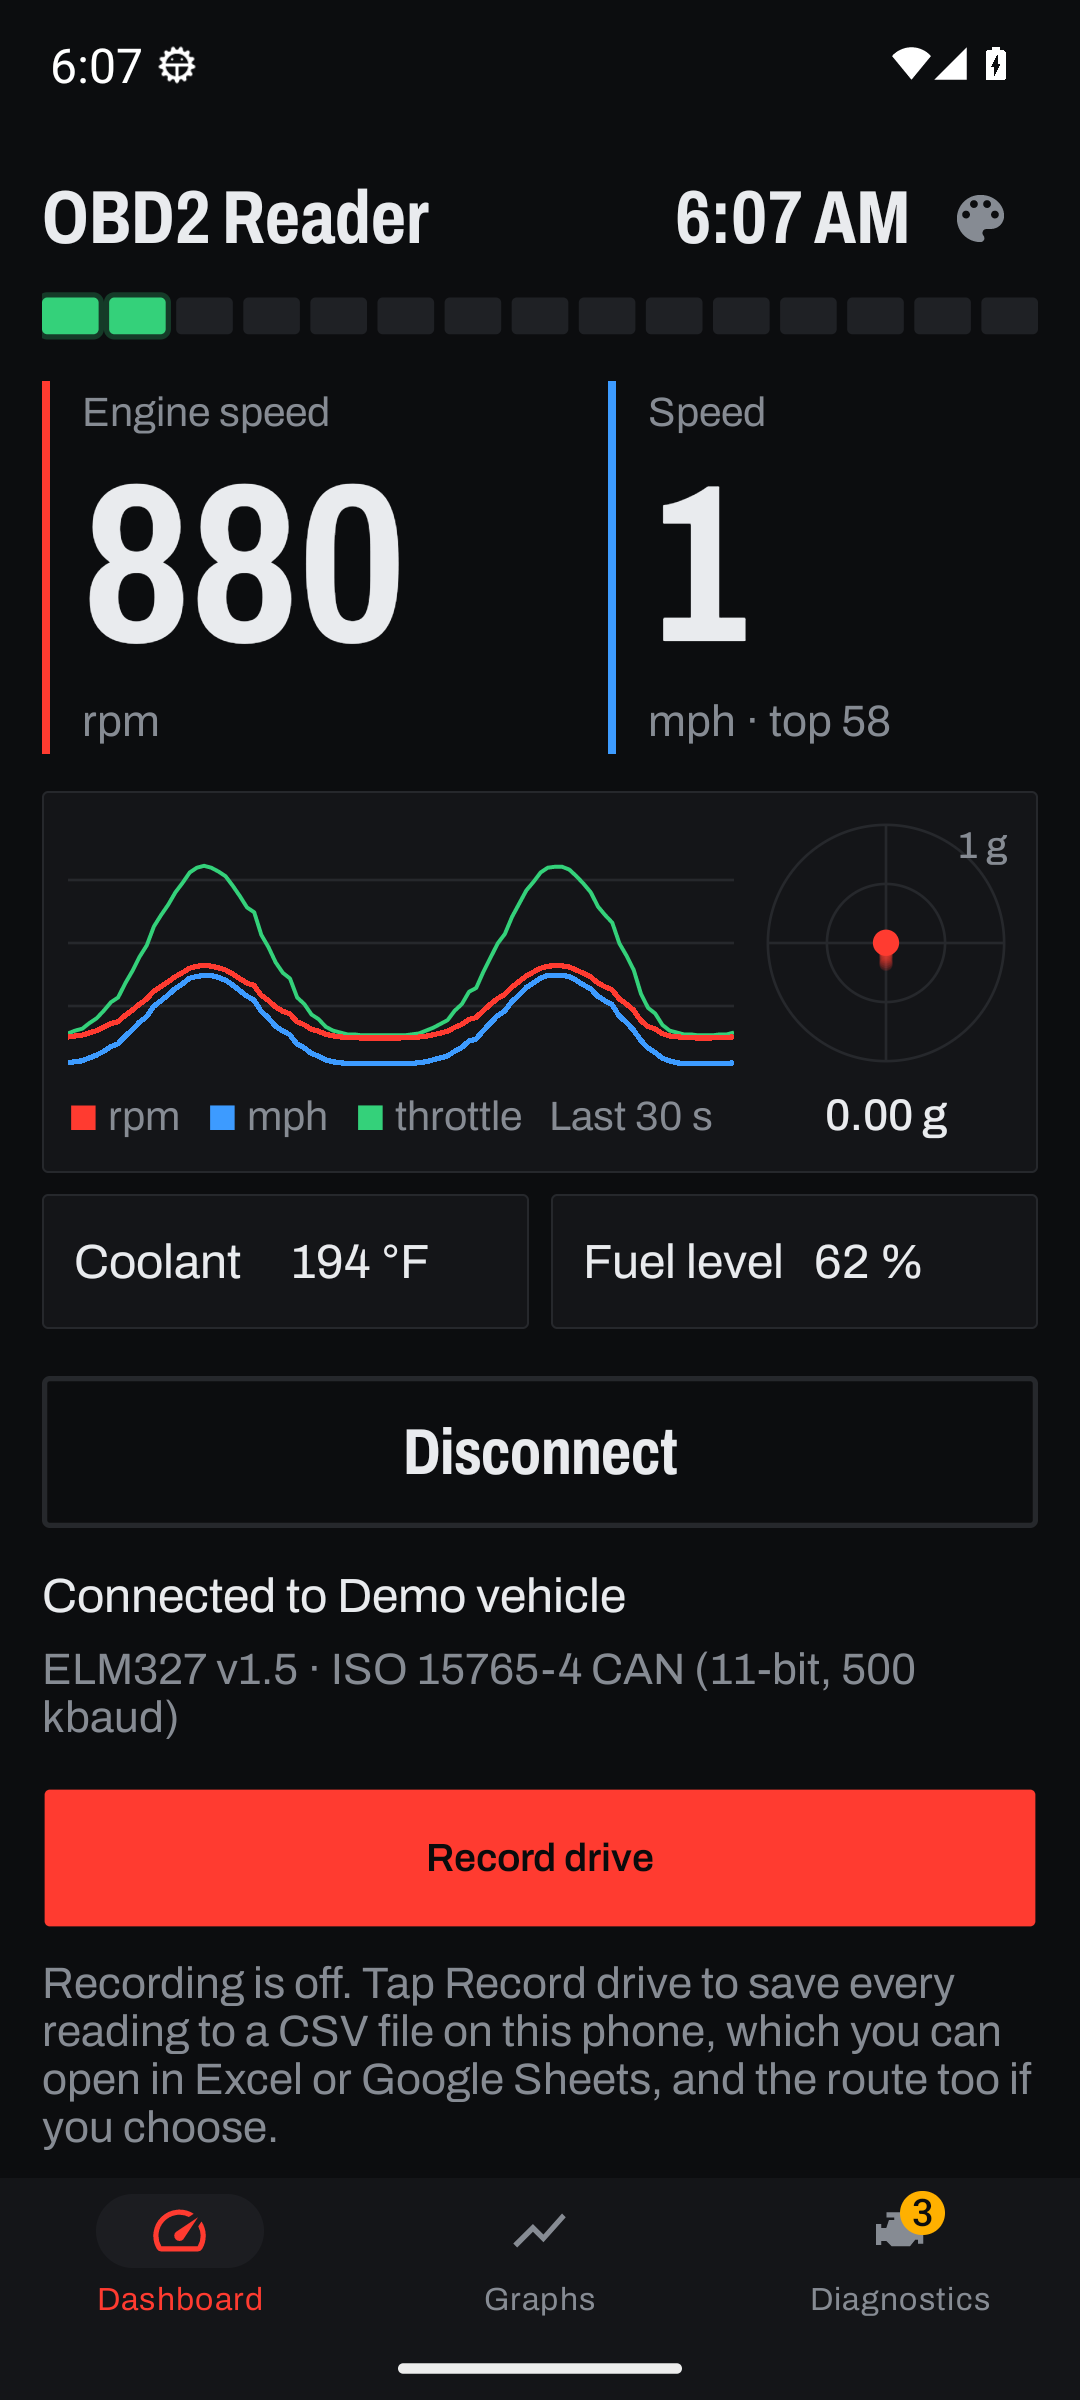 6:07
OBD2 Reader 6:07 AM
Engine speed
880
rpm
Speed
1
mph · top 58
1 g
rpm mph throttle Last 30 s
0.00 g
Coolant 194 °F
Fuel level 62 %
Disconnect
Connected to Demo vehicle
ELM327 v1.5 · ISO 15765-4 CAN (11-bit, 500
kbaud)
Record drive
Recording is off. Tap Record drive to save every
reading to a CSV file on this phone, which you can
open in Excel or Google Sheets, and the route too if
you choose.
3
Dashboard Graphs Diagnostics